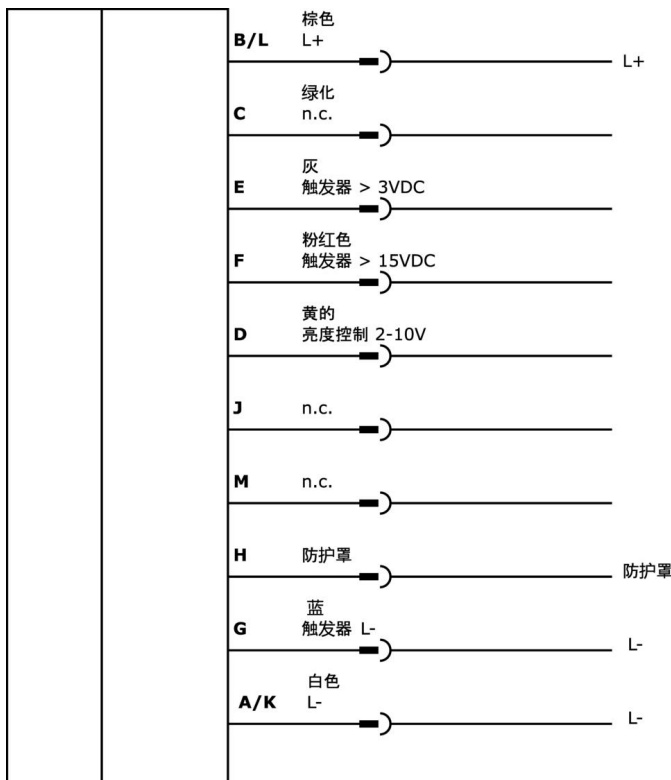 棕色
B/L L+
L+
绿化
C n.c.
灰
E 触发器 > 3VDC
粉红色
F 触发器 > 15VDC
黄的
D 亮度控制 2-10V
J n.c.
M n.c.
H 防护罩
防护罩
蓝
G 触发器 L-
L-
白色
A/K L-
L-